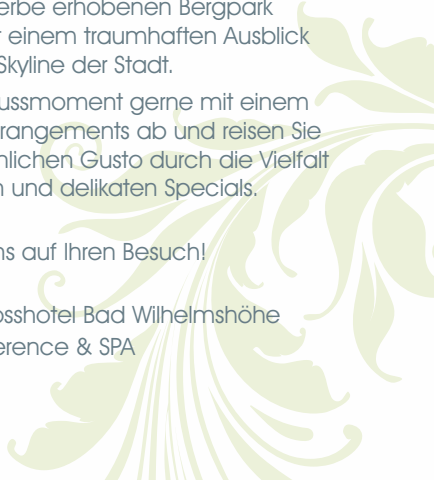 erbe erhobenen Bergpark
einem traumhaften Ausblick
Skyline der Stadt.
ussmoment gerne mit einem
rrangements ab und reisen Sie
nlichen Gusto durch die Vielfalt
und delikaten Specials.
ns auf Ihren Besuch!
osshotel Bad Wilhelmshöhe
erence & SPA